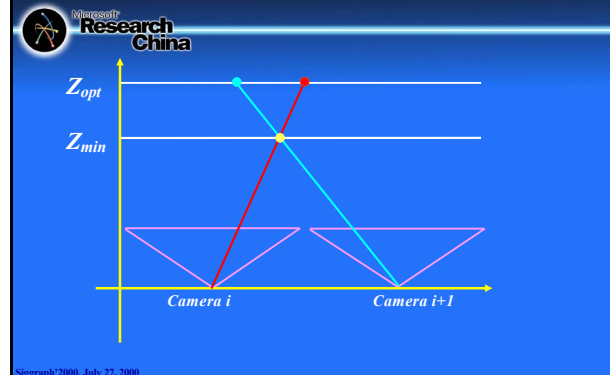 Microsoft
Research
China
Zopt
Zmin
Camera i
Camera i+1
Siggraph'2000, July 27, 2000